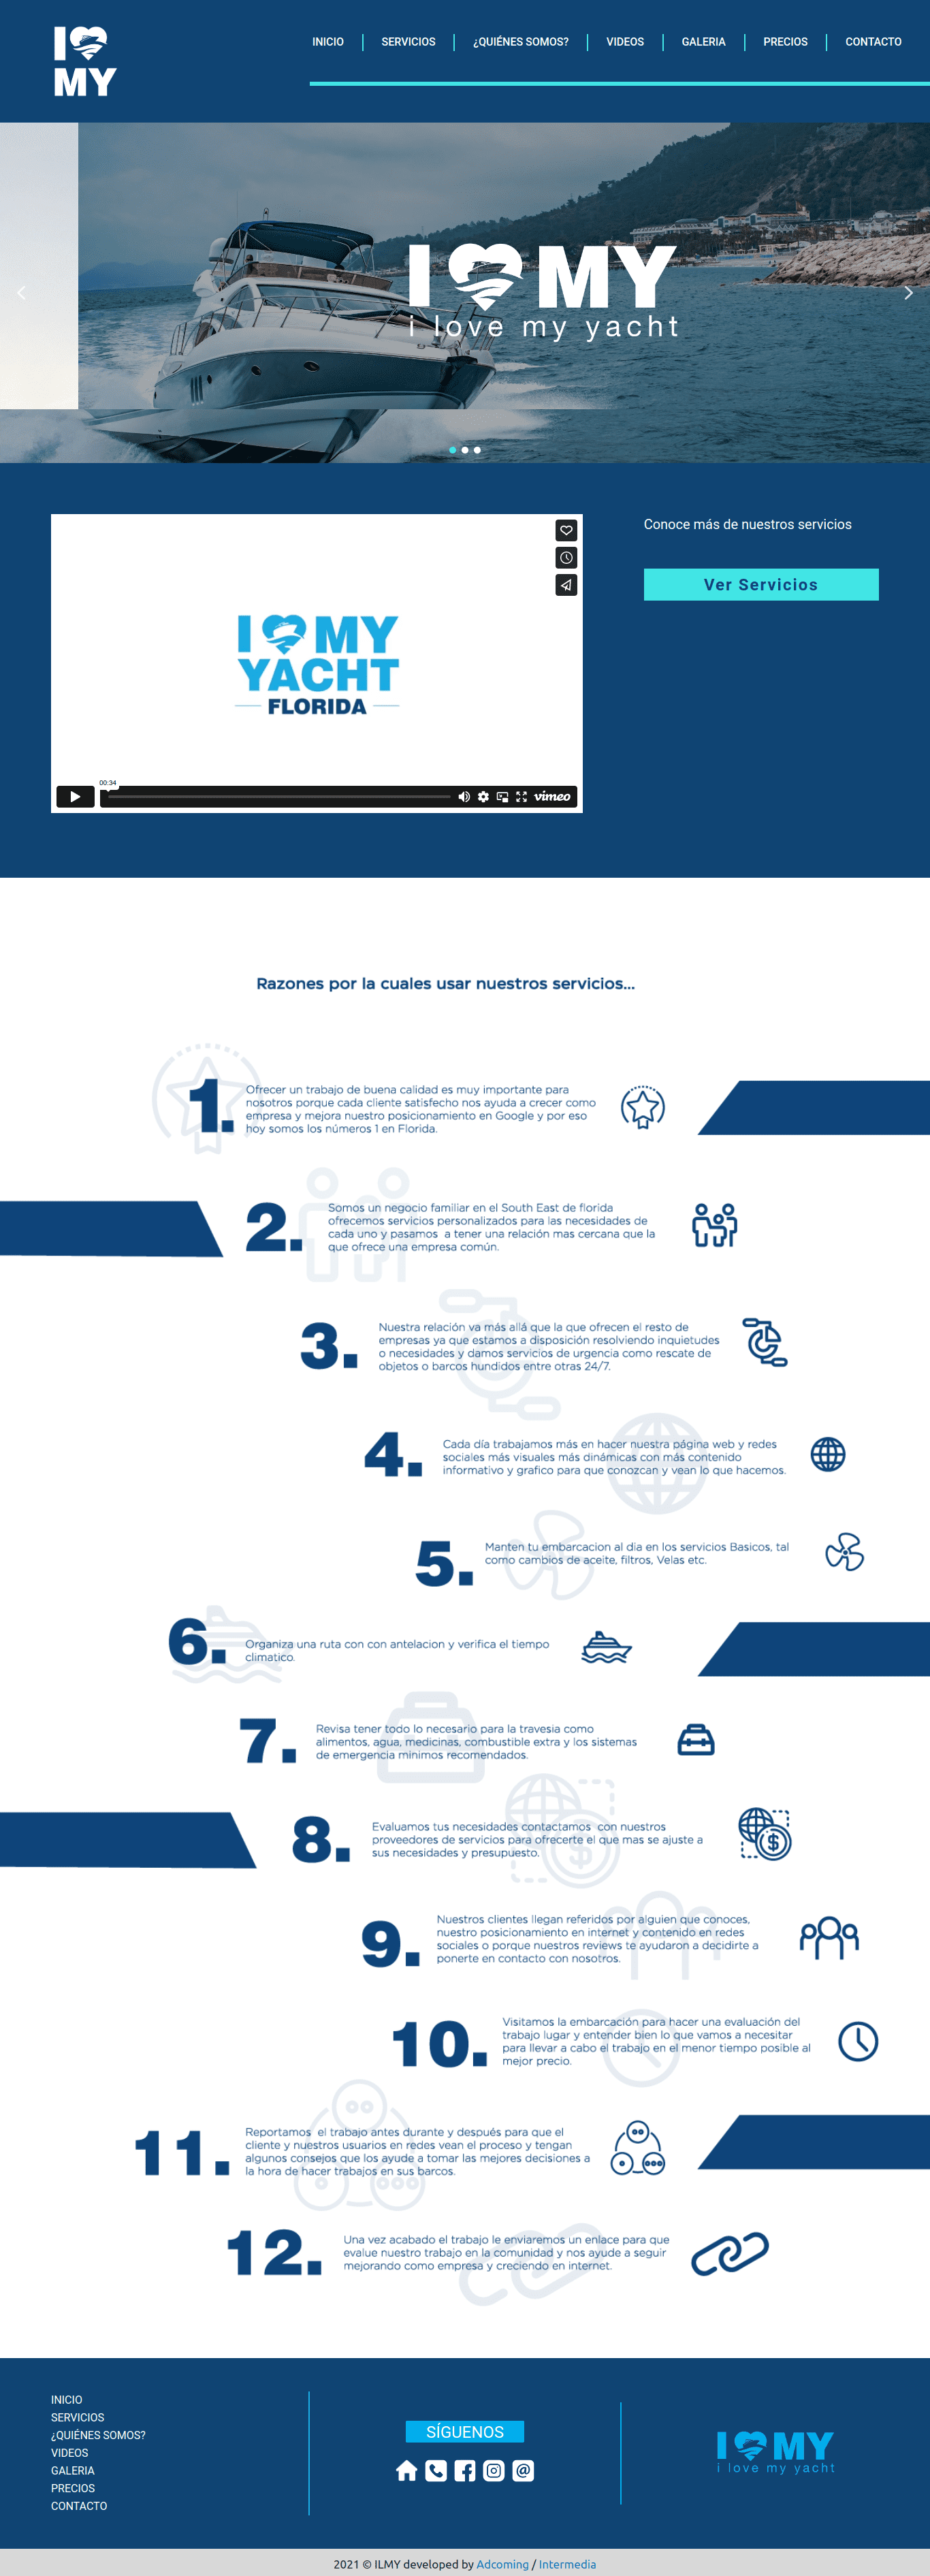 I MY
INICIO
SERVICIOS
¿QUIÉNES SOMOS?
VIDEOS
GALERIA
PRECIOS
CONTACTO
I MY
i love my yacht
I MY
YACHT
FLORIDA
00:34
vimeo
Conoce más de nuestros servicios
Ver Servicios
Razones por la cuales usar nuestros servicios...
1.
Ofrecer un trabajo de buena calidad es muy importante para
nosotros porque cada cliente satisfecho nos ayuda a crecer como
empresa y mejora nuestro posicionamiento en Google y por eso
hoy somos los números 1 en Florida.
2.
Somos un negocio familiar en el South East de florida
ofrecemos servicios personalizados para las necesidades de
cada uno y pasamos a tener una relación mas cercana que la
que ofrece una empresa común.
3.
Nuestra relación va más allá que la que ofrecen el resto de
empresas ya que estamos a disposición resolviendo inquietudes
o necesidades y damos servicios de urgencia como rescate de
objetos o barcos hundidos entre otras 24/7.
4.
Cada día trabajamos más en hacer nuestra página web y redes
sociales más visuales más dinámicas con más contenido
informativo y grafico para que conozcan y vean lo que hacemos.
5.
Manten tu embarcacion al dia en los servicios Basicos, tal
como cambios de aceite, filtros, Velas etc.
6.
Organiza una ruta con con antelacion y verifica el tiempo
climatico.
7.
Revisa tener todo lo necesario para la travesia como
alimentos, agua, medicinas, combustible extra y los sistemas
de emergencia minimos recomendados.
8.
Evaluamos tus necesidades contactamos con nuestros
proveedores de servicios para ofrecerte el que mas se ajuste a
sus necesidades y presupuesto.
9.
Nuestros clientes llegan referidos por alguien que conoces,
nuestro posicionamiento en internet y contenido en redes
sociales o porque nuestros reviews te ayudaron a decidirte a
ponerte en contacto con nosotros.
10.
Visitamos la embarcación para hacer una evaluación del
trabajo lugar y entender bien lo que vamos a necesitar
para llevar a cabo el trabajo en el menor tiempo posible al
mejor precio.
11.
Reportamos el trabajo antes durante y después para que el
cliente y nuestros usuarios en redes vean el proceso y tengan
algunos consejos que los ayude a tomar las mejores decisiones a
la hora de hacer trabajos en sus barcos.
12.
Una vez acabado el trabajo le enviaremos un enlace para que
evalue nuestro trabajo en la comunidad y nos ayude a seguir
mejorando como empresa y creciendo en internet.
INICIO
SERVICIOS
¿QUIÉNES SOMOS?
VIDEOS
GALERIA
PRECIOS
CONTACTO
SÍGUENOS
I MY
i love my yacht
2021 © ILMY developed by Adcoming / Intermedia